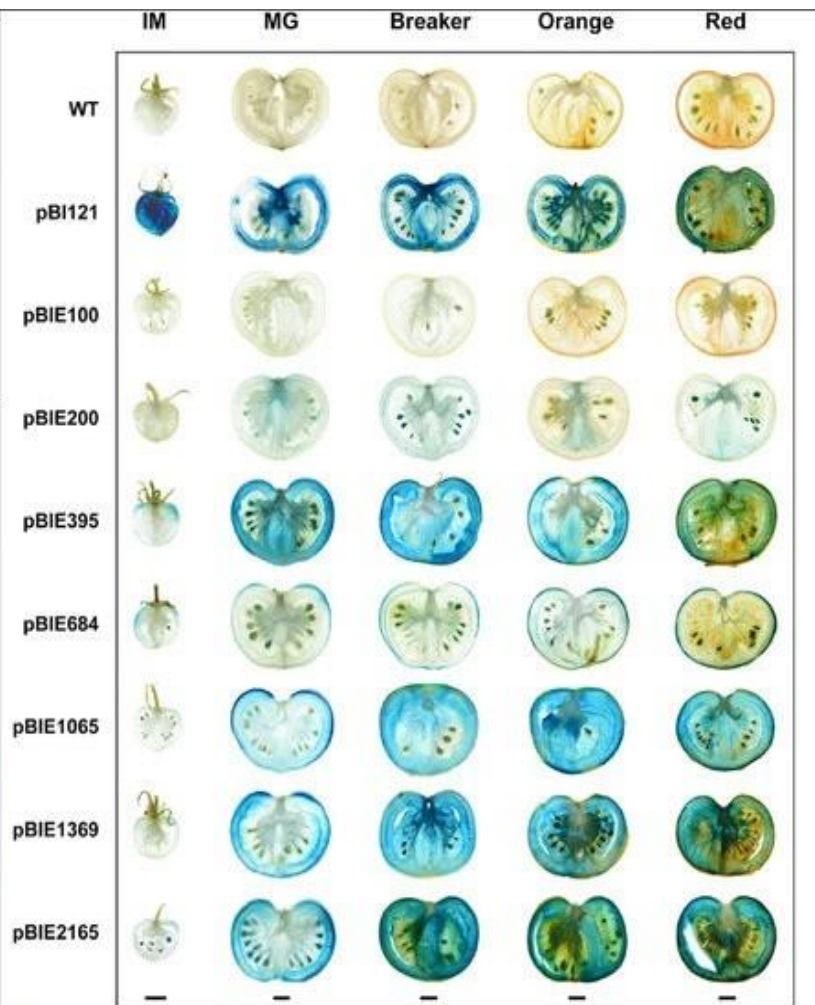 IM MG Breaker Orange Red
WT
pBI121
pBIE100
pBIE200
pBIE395
pBIE684
pBIE1065
pBIE1369
pBIE2165